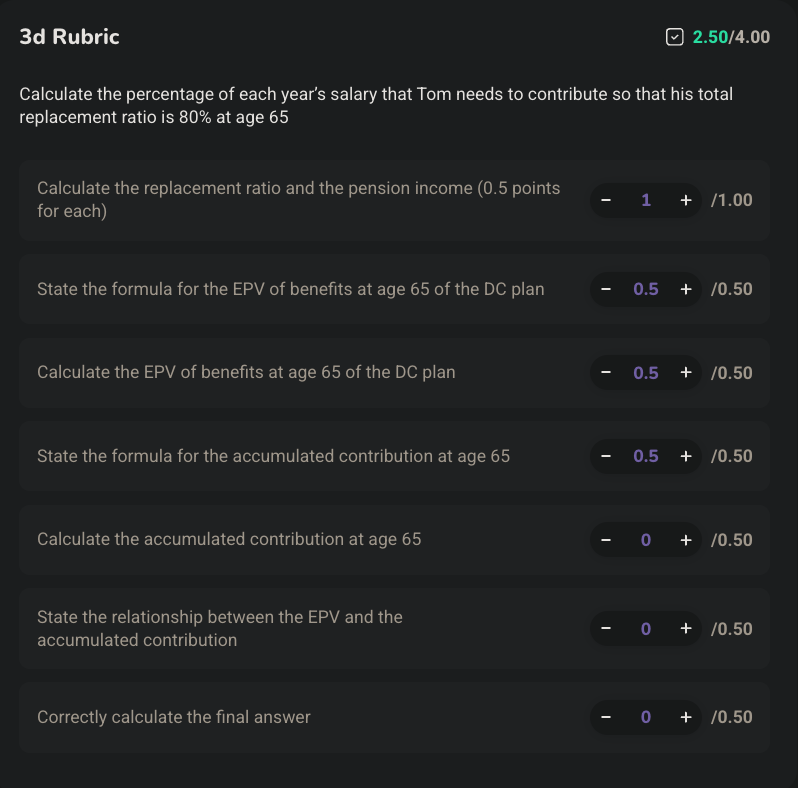 3d Rubric
2.50/4.00
Calculate the percentage of each year’s salary that Tom needs to contribute so that his total
replacement ratio is 80% at age 65
Calculate the replacement ratio and the pension income (0.5 points
for each)
− 1 + /1.00
State the formula for the EPV of benefits at age 65 of the DC plan
− 0.5 + /0.50
Calculate the EPV of benefits at age 65 of the DC plan
− 0.5 + /0.50
State the formula for the accumulated contribution at age 65
− 0.5 + /0.50
Calculate the accumulated contribution at age 65
− 0 + /0.50
State the relationship between the EPV and the
accumulated contribution
− 0 + /0.50
Correctly calculate the final answer
− 0 + /0.50